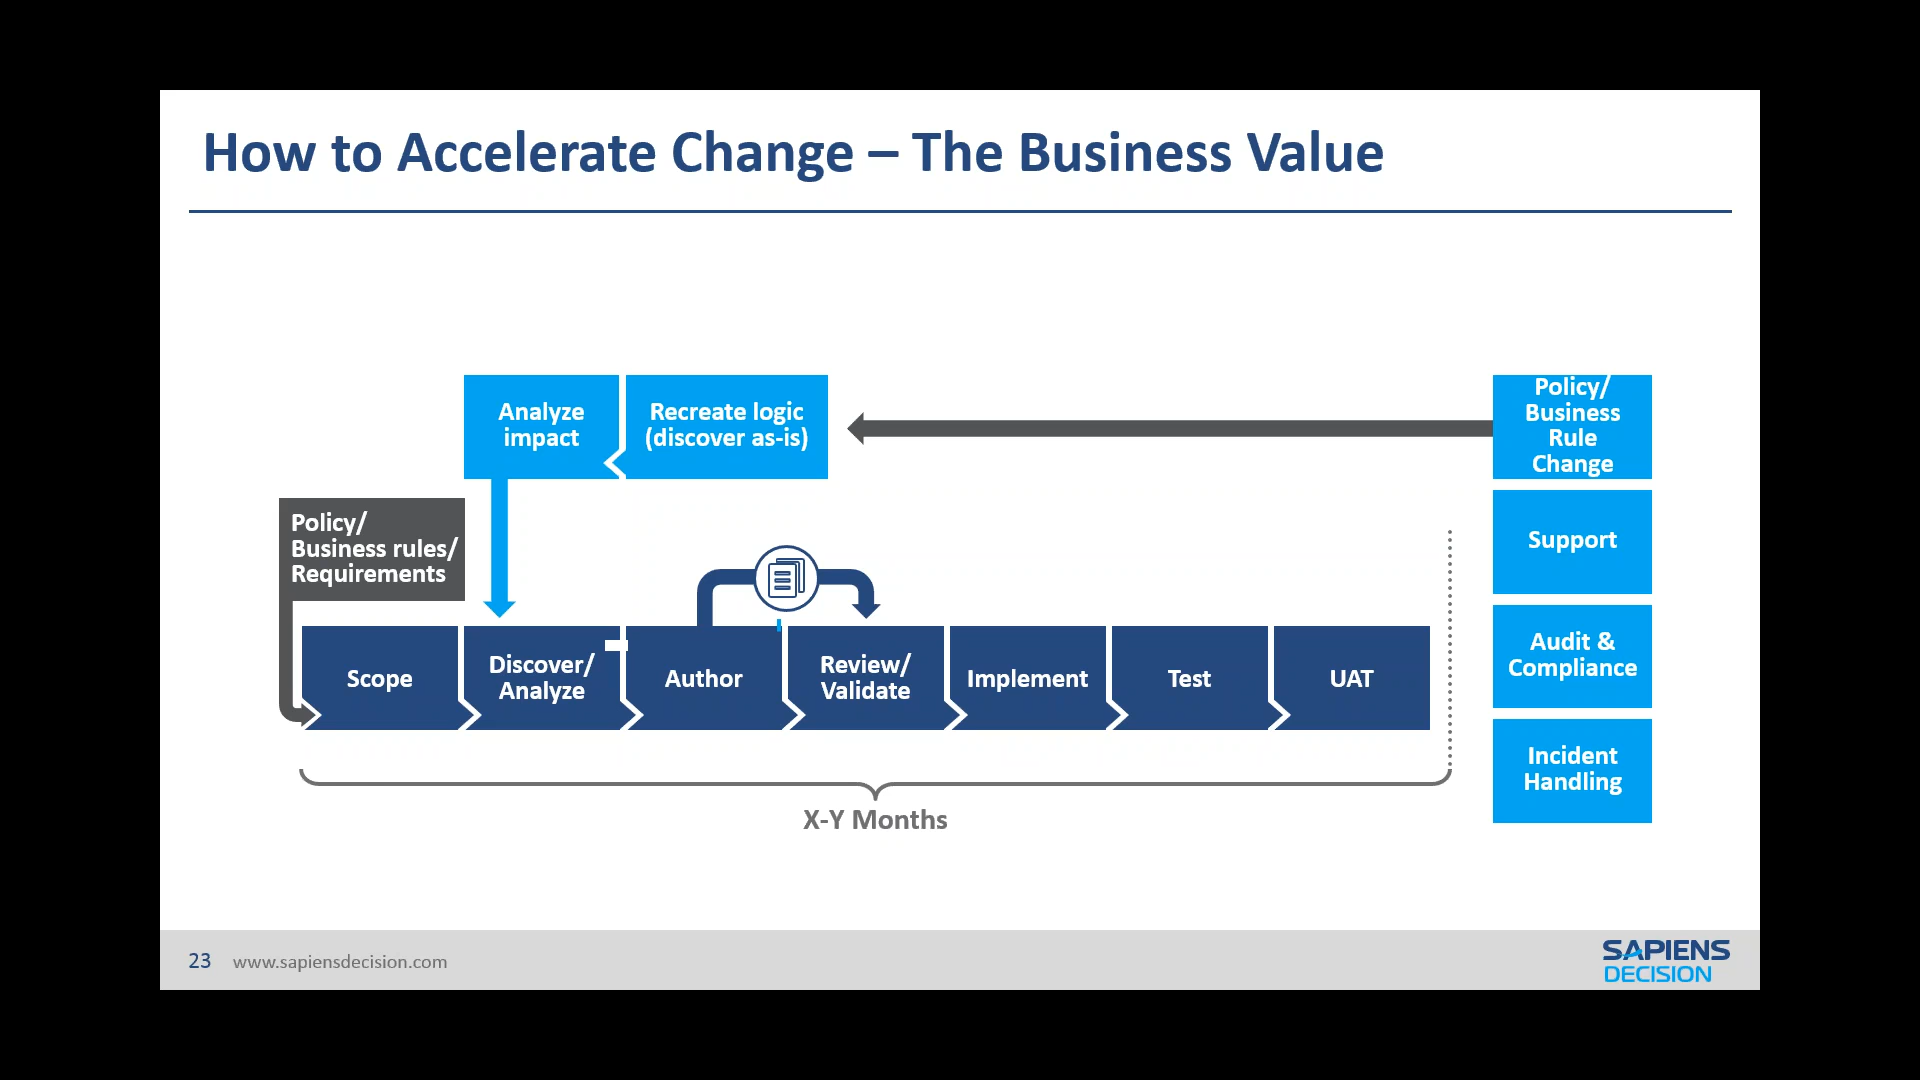 How to Accelerate Change – The Business Value
Analyze
impact
Recreate logic
(discover as-is)
Policy/
Business
Rule
Change
Policy/
Business rules/
Requirements
Support
Scope
Discover/
Analyze
Author
Review/
Validate
Implement
Test
UAT
Audit &
Compliance
Incident
Handling
X-Y Months
23
www.sapiensdecision.com
SAPIENS
DECISION